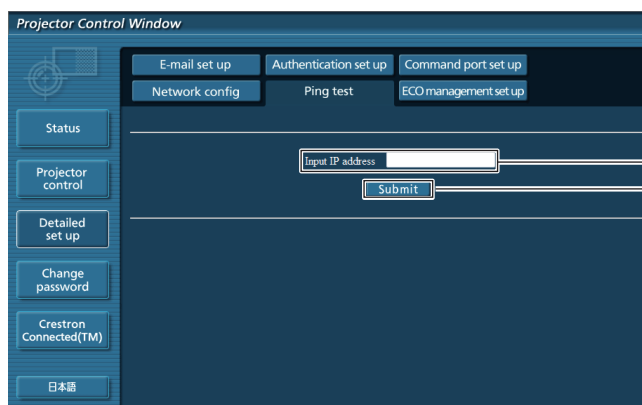 Projector Control Window
E-mail set up
Authentication set up
Command port set up
Network config
Ping test
ECO management set up
Status
Input IP address
Submit
Projector
control
Detailed
set up
Change
password
Crestron
Connected(TM)
日本語